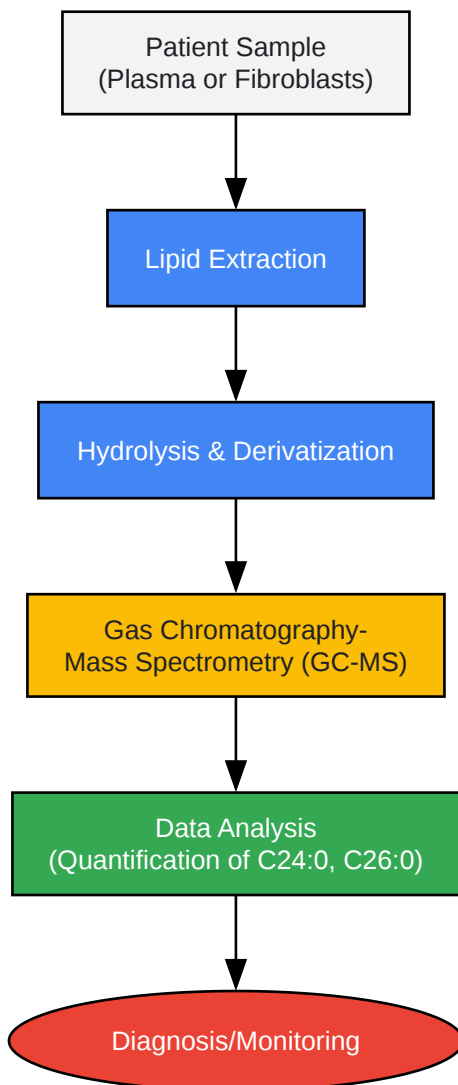 Patient Sample
(Plasma or Fibroblasts)
Lipid Extraction
Hydrolysis & Derivatization
Gas Chromatography-
Mass Spectrometry (GC-MS)
Data Analysis
(Quantification of C24:0, C26:0)
Diagnosis/Monitoring